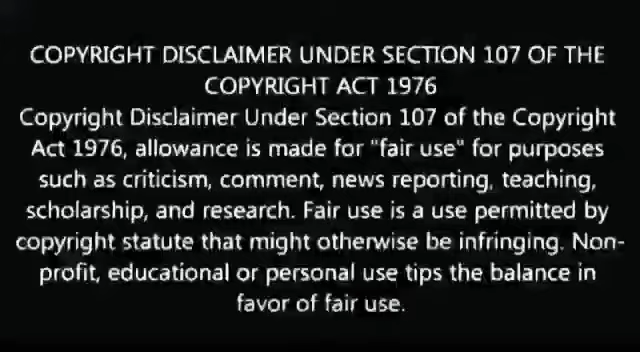 COPYRIGHT DISCLAIMER UNDER SECTION 107 OF THE
COPYRIGHT ACT 1976
Copyright Disclaimer Under Section 107 of the Copyright
Act 1976, allowance is made for "fair use" for purposes
such as criticism, comment, news reporting, teaching,
scholarship, and research. Fair use is a use permitted by
copyright statute that might otherwise be infringing. Non-
profit, educational or personal use tips the balance in
favor of fair use.